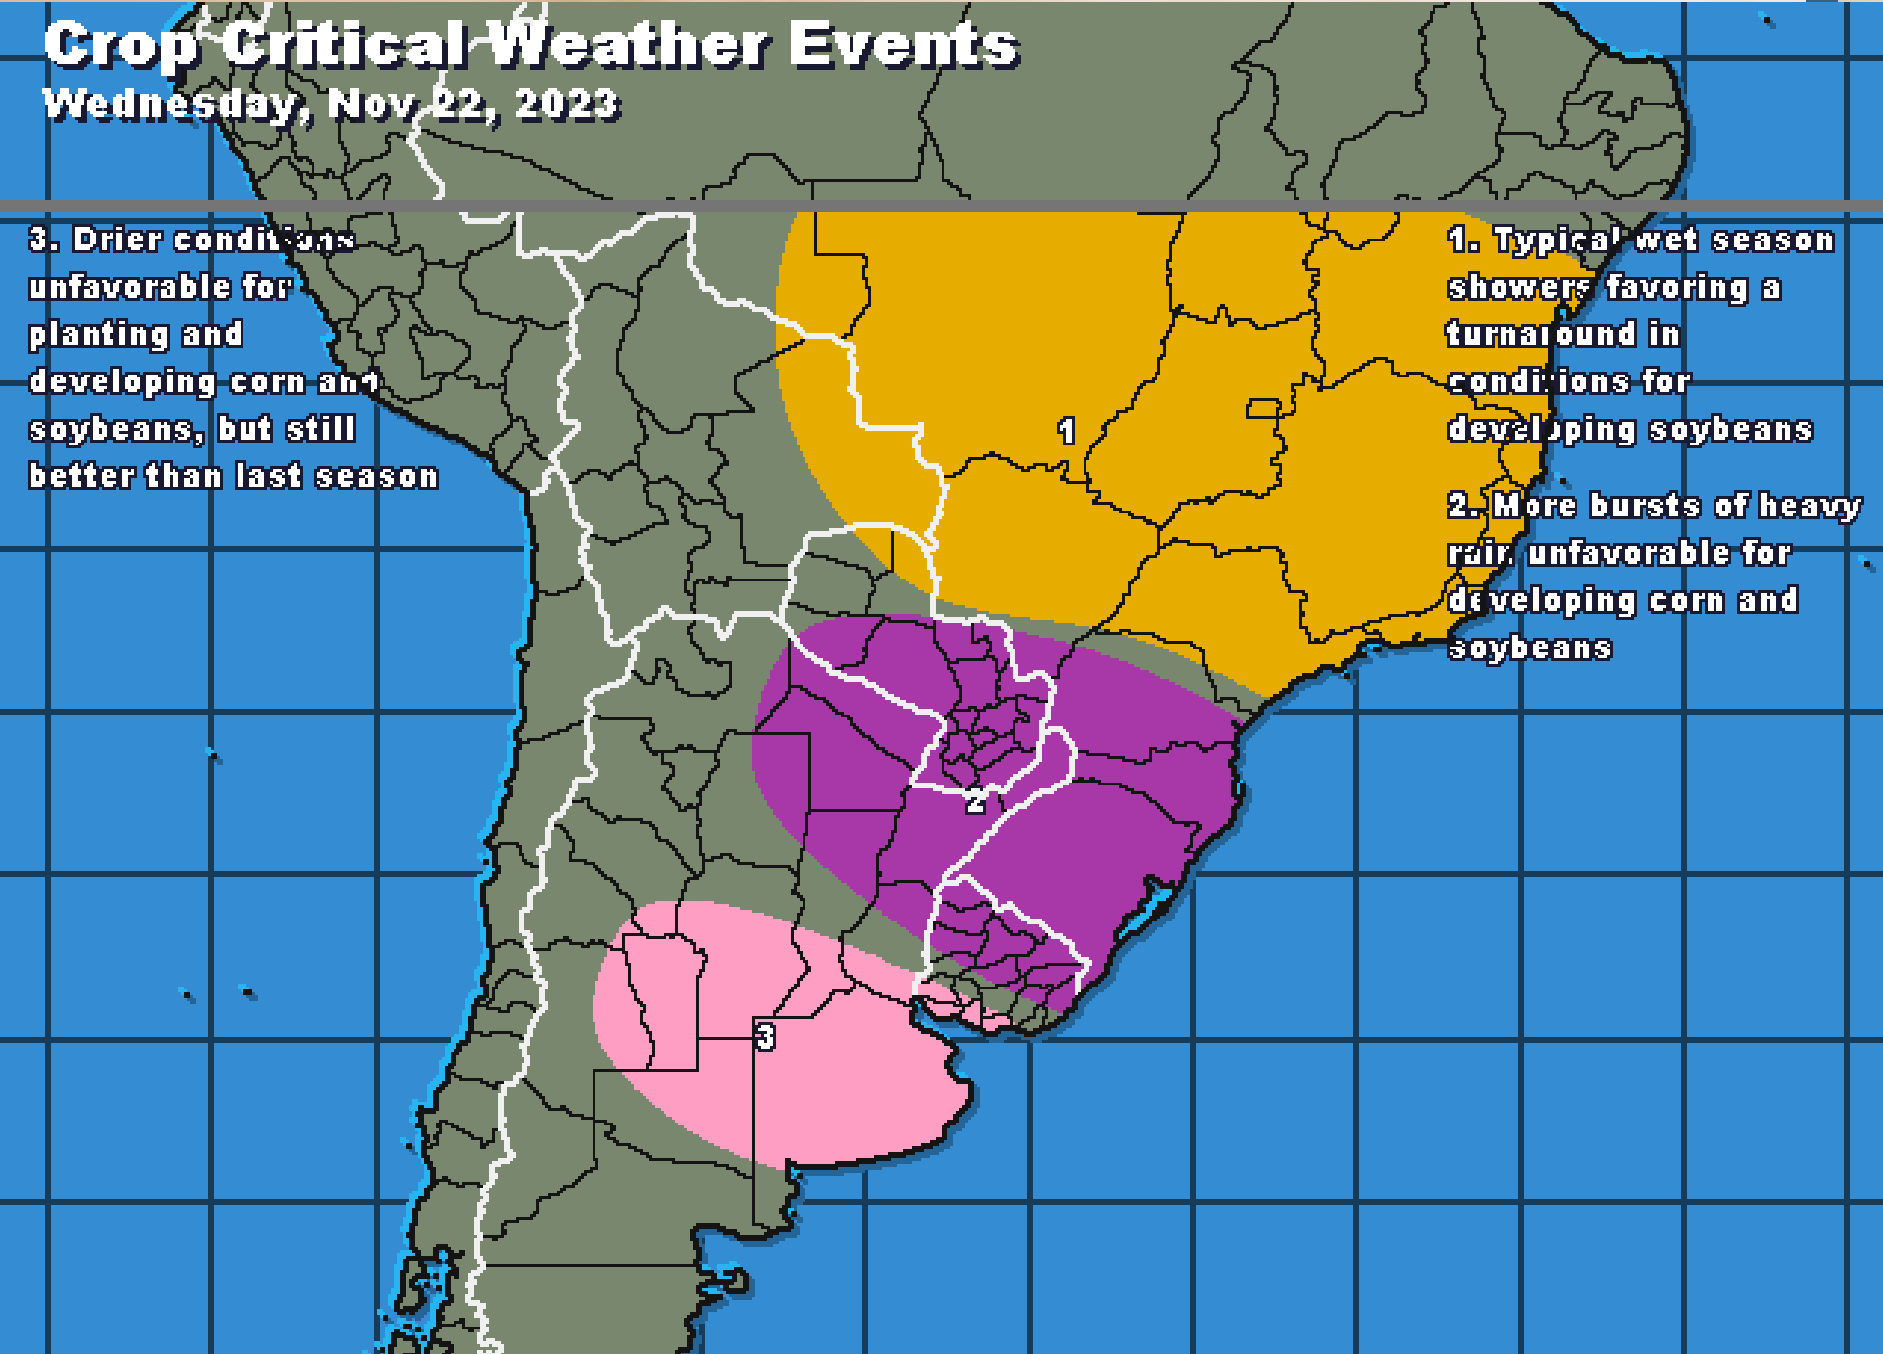 Crop Critical Weather Events
Wednesday, Nov 22, 2023
3. Drier conditions
unfavorable for
planting and
developing corn and
soybeans, but still
better than last season
1. Typical wet season
showers favoring a
turnaround in
conditions for
developing soybeans
2. More bursts of heavy
rain unfavorable for
developing corn and
soybeans
1
2
3